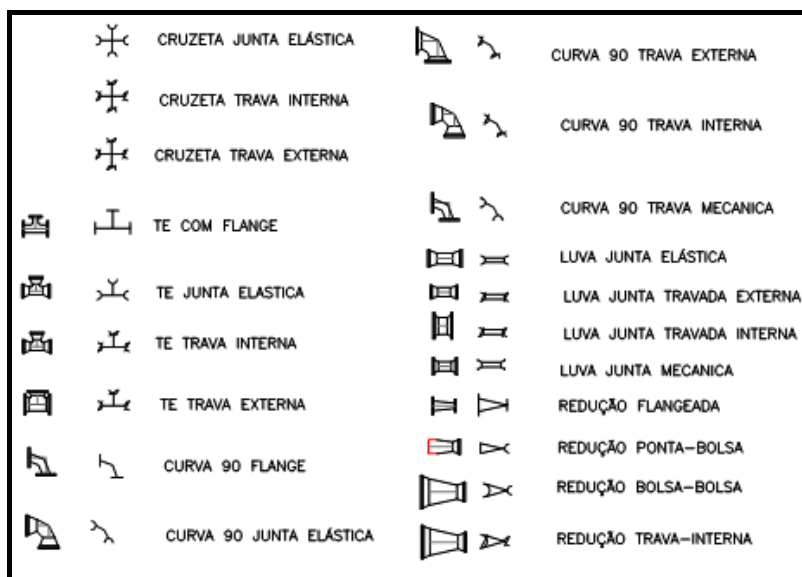 CRUZETA JUNTA ELÁSTICA
CRUZETA TRAVA INTERNA
CRUZETA TRAVA EXTERNA
TE COM FLANGE
TE JUNTA ELASTICA
TE TRAVA INTERNA
TE TRAVA EXTERNA
CURVA 90 FLANGE
CURVA 90 JUNTA ELÁSTICA
CURVA 90 TRAVA EXTERNA
CURVA 90 TRAVA INTERNA
CURVA 90 TRAVA MECANICA
LUVA JUNTA ELÁSTICA
LUVA JUNTA TRAVADA EXTERNA
LUVA JUNTA TRAVADA INTERNA
LUVA JUNTA MECANICA
REDUÇÃO FLANGEADA
REDUÇÃO PONTA-BOLSA
REDUÇÃO BOLSA-BOLSA
REDUÇÃO TRAVA-INTERNA